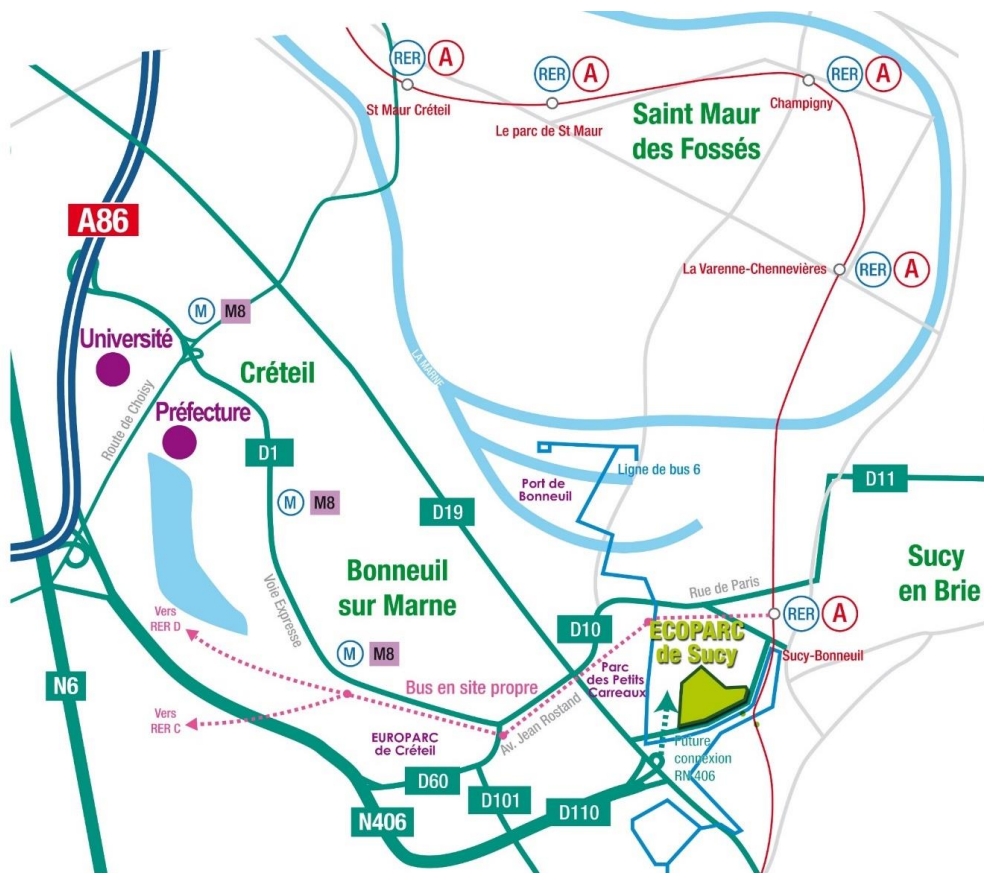 RER A
RER A
RER A
St Maur Créteil
Le parc de St Maur
Champigny
Saint Maur
des Fossés
A86
La Varenne-Chennevières
RER A
M M8
Université
Créteil
LA MARNE
Route de Choisy
Préfecture
D1
Ligne de bus 6
Port de
Bonneuil
D11
M M8
D19
Sucy
en Brie
Bonneuil
sur Marne
Voie Expresse
Rue de Paris
Vers
RER D
RER A
D10
ECOPARC
de Sucy
M M8
Sucy-Bonneuil
Parc
des Petits
Carreaux
N6
Bus en site propre
Vers
RER C
Av. Jean Rostand
EUROPARC
de Créteil
Future
connexion
RN 406
D60
D101
D110
N406